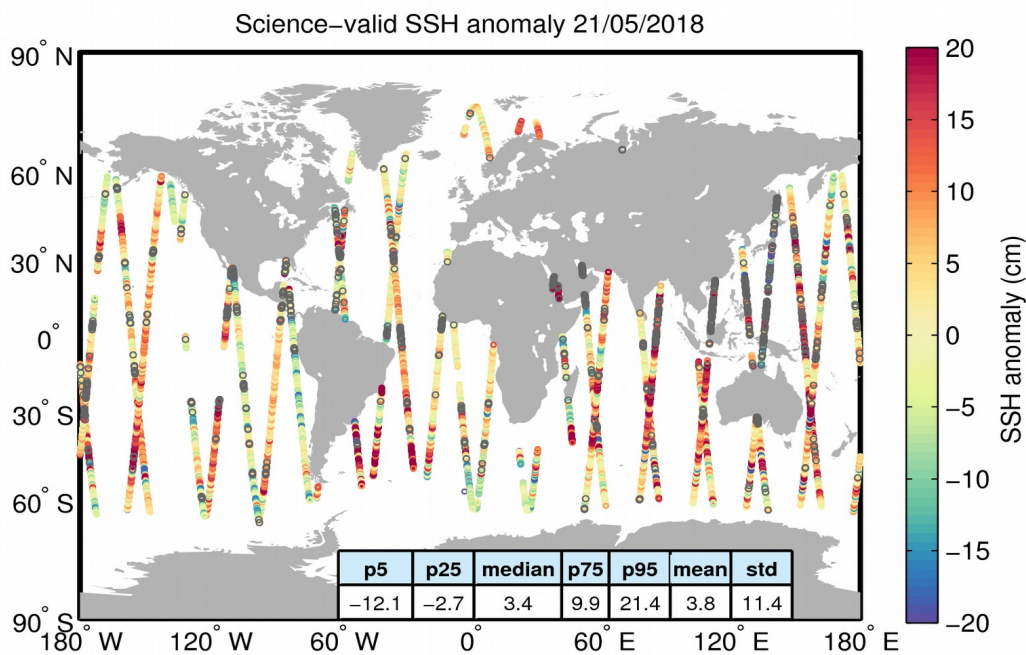 Science−valid SSH anomaly 21/05/2018
90° N
60° N
30° N
0°
30° S
60° S
90° S
180° W
120° W
60° W
0°
60° E
120° E
180° E
p5 p25 median p75 p95 mean std
−12.1 −2.7 3.4 9.9 21.4 3.8 11.4
20
15
10
5
0
−5
−10
−15
−20
SSH anomaly (cm)